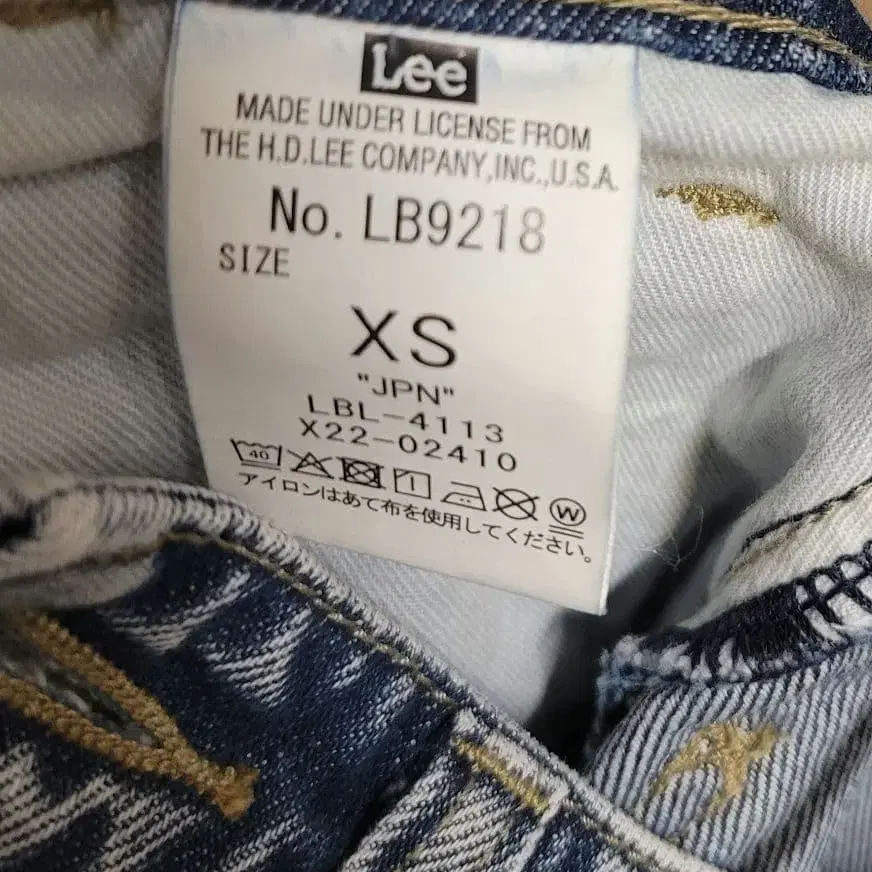 Lee
MADE UNDER LICENSE FROM
THE H.D.LEE COMPANY,INC.,U.S.A.
No. LB9218
SIZE
XS
"JPN"
LBL-4113
X22-02410
40 W
アイロンはあて布を使用してください。